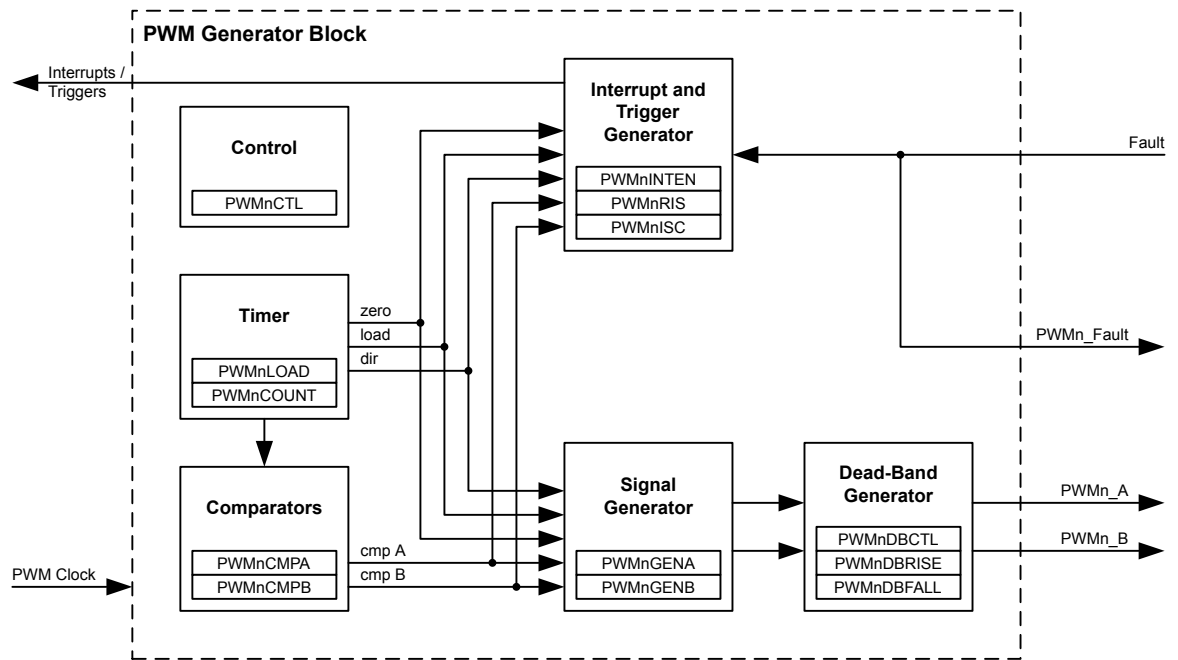 PWM Generator Block
Interrupts /
Triggers
Interrupt and
Trigger
Generator
PWMnINTEN
PWMnRIS
PWMnISC
Control
PWMnCTL
Fault
Timer
PWMnLOAD
PWMnCOUNT
zero
load
dir
PWMn_Fault
Comparators
PWMnCMPA
PWMnCMPB
cmp A
cmp B
Signal
Generator
PWMnGENA
PWMnGENB
Dead-Band
Generator
PWMnDBCTL
PWMnDBRISE
PWMnDBFALL
PWMn_A
PWMn_B
PWM Clock